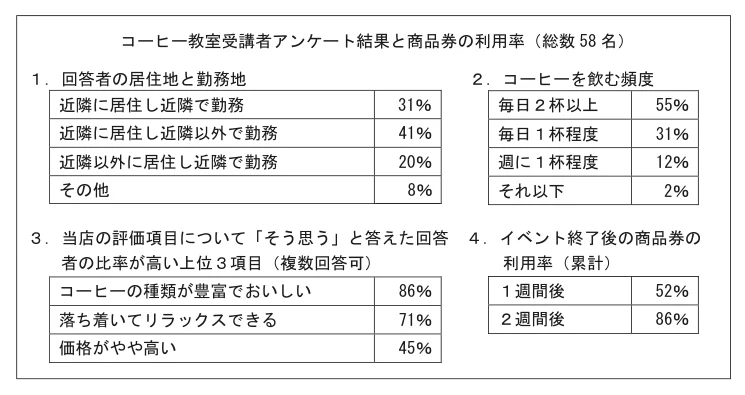 コーヒー教室受講者アンケート結果と商品券の利用率（総数 58 名）
１．回答者の居住地と勤務地
近隣に居住し近隣で勤務 31%
近隣に居住し近隣以外で勤務 41%
近隣以外に居住し近隣で勤務 20%
その他 8%
２．コーヒーを飲む頻度
毎日２杯以上 55%
毎日１杯程度 31%
週に１杯程度 12%
それ以下 2%
３．当店の評価項目について「そう思う」と答えた回答
者の比率が高い上位３項目（複数回答可）
コーヒーの種類が豊富でおいしい 86%
落ち着いてリラックスできる 71%
価格がやや高い 45%
４．イベント終了後の商品券の
利用率（累計）
１週間後 52%
２週間後 86%